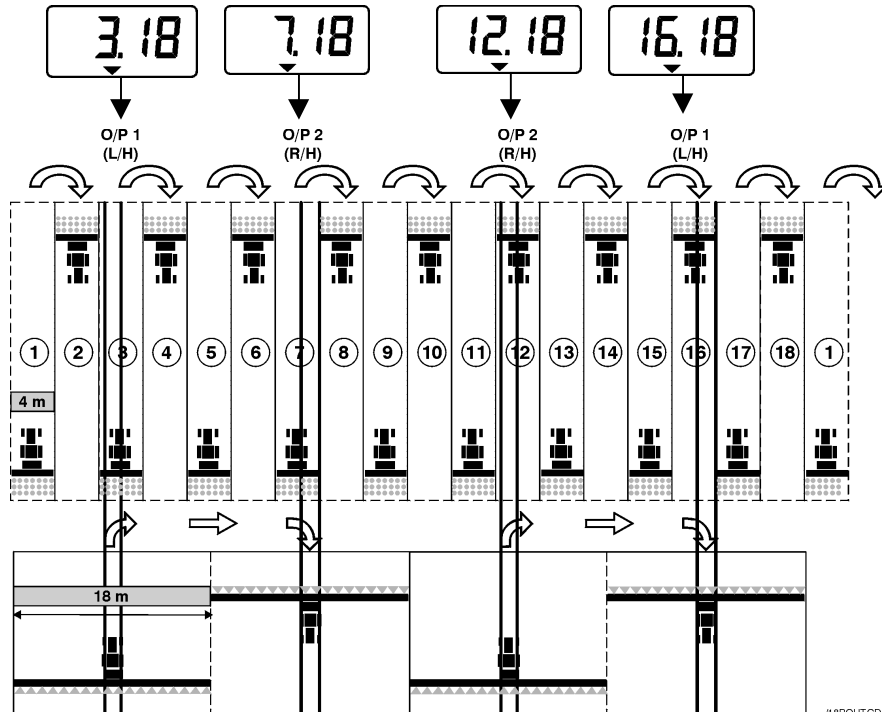 3.18 7.18 12.18 16.18
O/P 1 O/P 2 O/P 2 O/P 1
(L/H) (R/H) (R/H) (L/H)
1 2 3 4 5 6 7 8 9 10 11 12 13 14 15 16 17 18 1
4 m
18 m